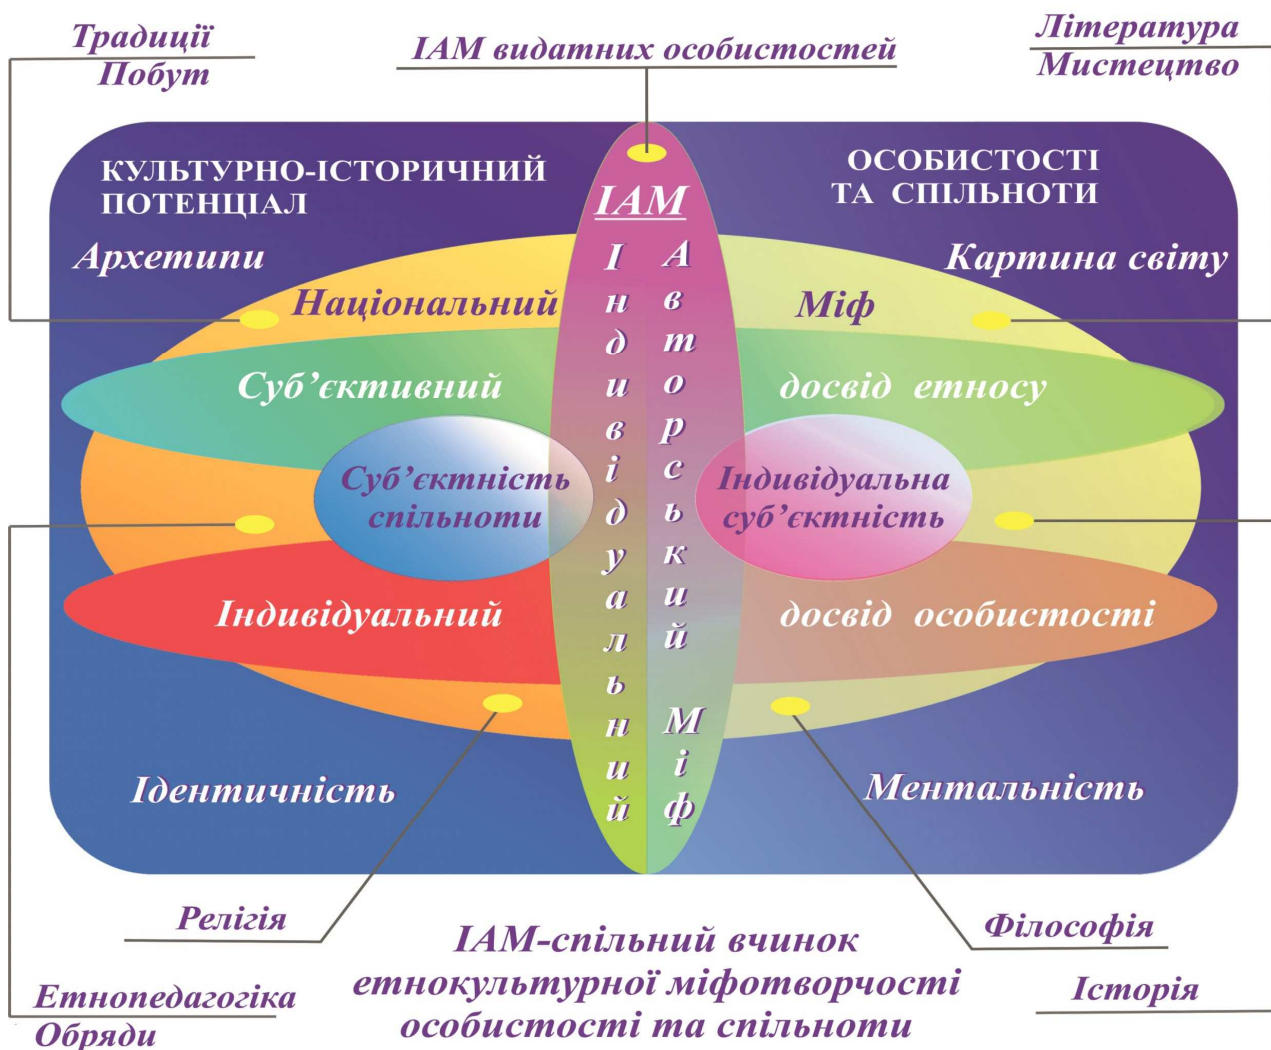 Традиції
Побут
ІАМ видатних особистостей
Література
Мистецтво
КУЛЬТУРНО-ІСТОРИЧНИЙ
ПОТЕНЦІАЛ
ОСОБИСТОСТІ
ТА СПІЛЬНОТИ
ІАМ
Індивідуальний
Авторський Міф
Архетипи
Картина світу
Національний
Міф
Суб’єктивний
досвід етносу
Суб’єктність
спільноти
Індивідуальна
суб’єктність
Індивідуальний
досвід особистості
Ідентичність
Ментальність
Релігія
Філософія
ІАМ-спільний вчинок
етнокультурної міфотворчості
особистості та спільноти
Етнопедагогіка
Обряди
Історія